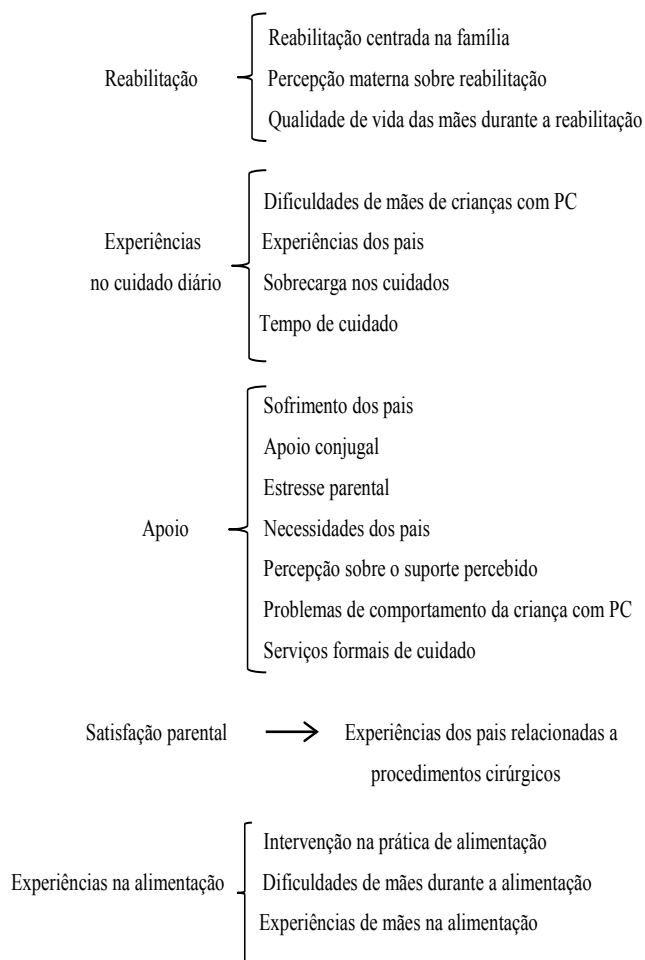 Reabilitação
Reabilitação centrada na família
Percepção materna sobre reabilitação
Qualidade de vida das mães durante a reabilitação
Experiências
no cuidado diário
Dificuldades de mães de crianças com PC
Experiências dos pais
Sobrecarga nos cuidados
Tempo de cuidado
Apoio
Sofrimento dos pais
Apoio conjugal
Estresse parental
Necessidades dos pais
Percepção sobre o suporte percebido
Problemas de comportamento da criança com PC
Serviços formais de cuidado
Satisfação parental
Experiências dos pais relacionadas a
procedimentos cirúrgicos
Experiências na alimentação
Intervenção na prática de alimentação
Dificuldades de mães durante a alimentação
Experiências de mães na alimentação